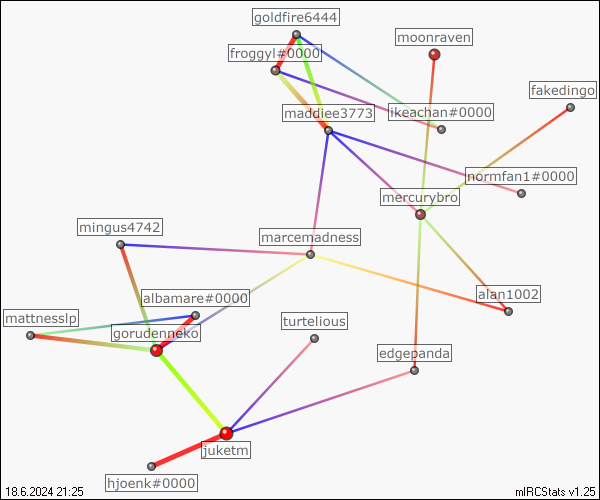 goldfire6444
moonraven
froggyl#0000
fakedingo
maddiee3773
ikeachan#0000
normfan1#0000
mercurybro
mingus4742
marcemadness
albamare#0000
alan1002
mattnesslp
turtelious
gorudenneko
edgepanda
juketm
hjoenk#0000
18.6.2024 21:25
mIRCStats v1.25